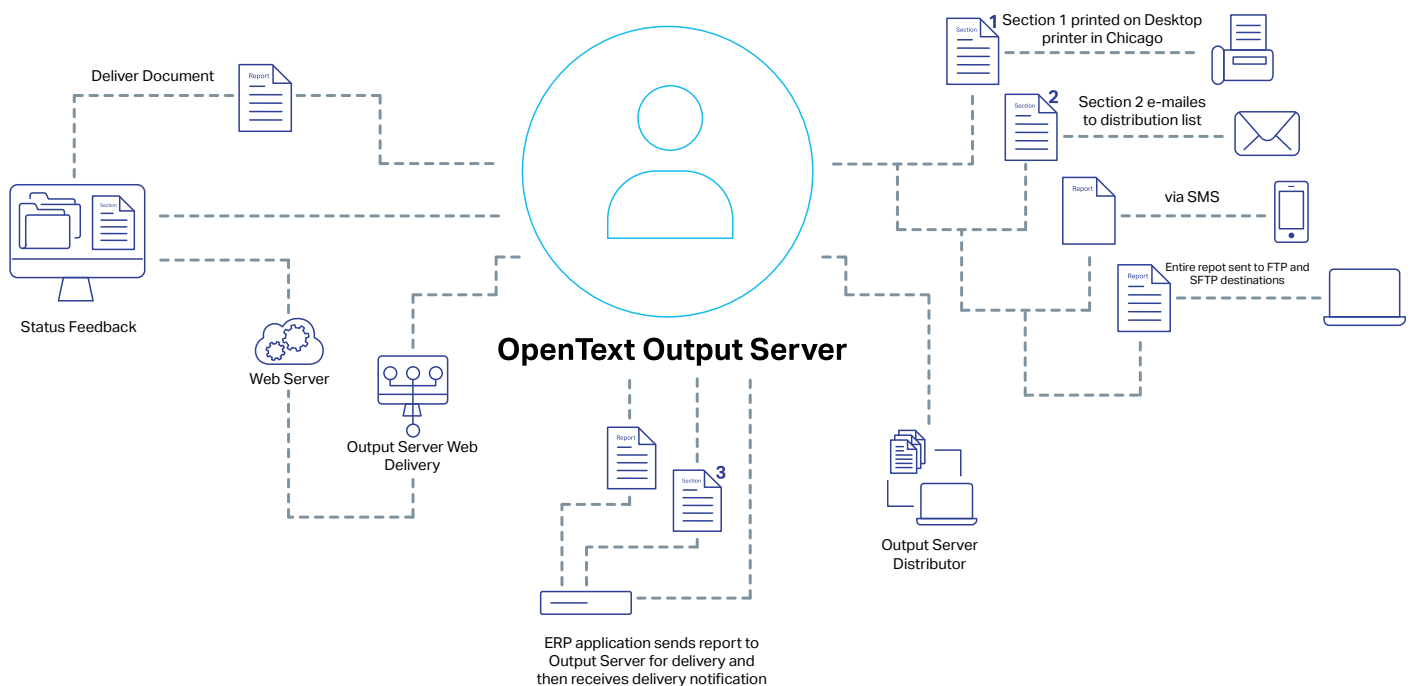 Deliver Document
Report
Section
Status Feedback
Web Server
Output Server Web
Delivery
OpenText Output Server
Report
Section
3
ERP application sends report to
Output Server for delivery and
then receives delivery notification
Section
1
Section 1 printed on Desktop
printer in Chicago
Section
2
Section 2 e-mailes
to distribution list
Report
via SMS
Report
Entire repot sent to FTP and
SFTP destinations
Output Server
Distributor